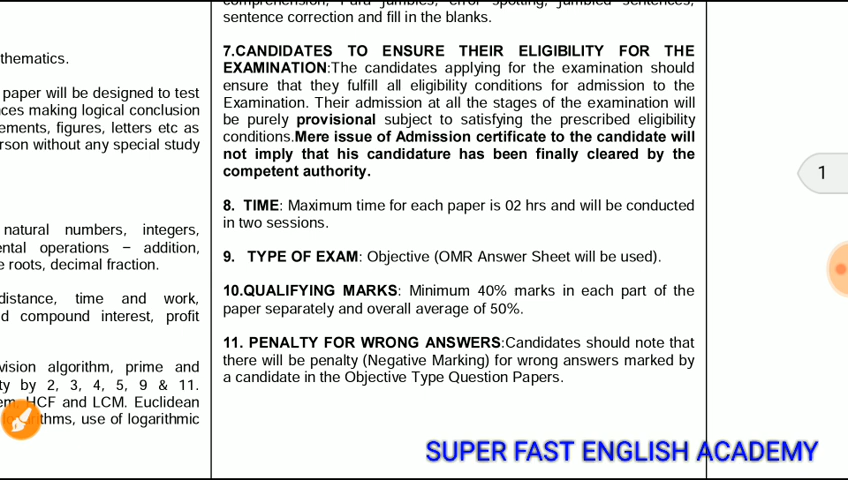 thematics.
paper will be designed to test
nces making logical conclusion
ements, figures, letters etc as
erson without any special study
natural numbers, integers,
ental operations – addition,
e roots, decimal fraction.
distance, time and work,
d compound interest, profit
vision algorithm, prime and
ty by 2, 3, 4, 5, 9 & 11.
em, HCF and LCM. Euclidean
thms, use of logarithmic
comprehension, Para jumbles, error spotting, jumbled sentences,
sentence correction and fill in the blanks.
7.CANDIDATES TO ENSURE THEIR ELIGIBILITY FOR THE
EXAMINATION:The candidates applying for the examination should
ensure that they fulfill all eligibility conditions for admission to the
Examination. Their admission at all the stages of the examination will
be purely provisional subject to satisfying the prescribed eligibility
conditions.Mere issue of Admission certificate to the candidate will
not imply that his candidature has been finally cleared by the
competent authority.
8. TIME: Maximum time for each paper is 02 hrs and will be conducted
in two sessions.
9. TYPE OF EXAM: Objective (OMR Answer Sheet will be used).
10.QUALIFYING MARKS: Minimum 40% marks in each part of the
paper separately and overall average of 50%.
11. PENALTY FOR WRONG ANSWERS:Candidates should note that
there will be penalty (Negative Marking) for wrong answers marked by
a candidate in the Objective Type Question Papers.
1
SUPER FAST ENGLISH ACADEMY